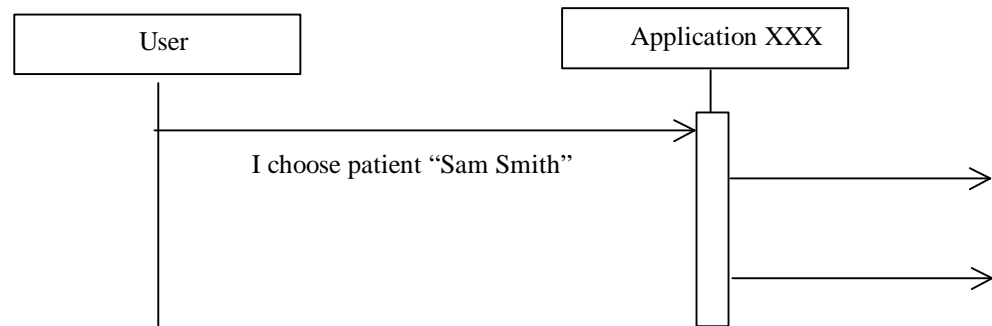 User
Application XXX
I choose patient “Sam Smith”